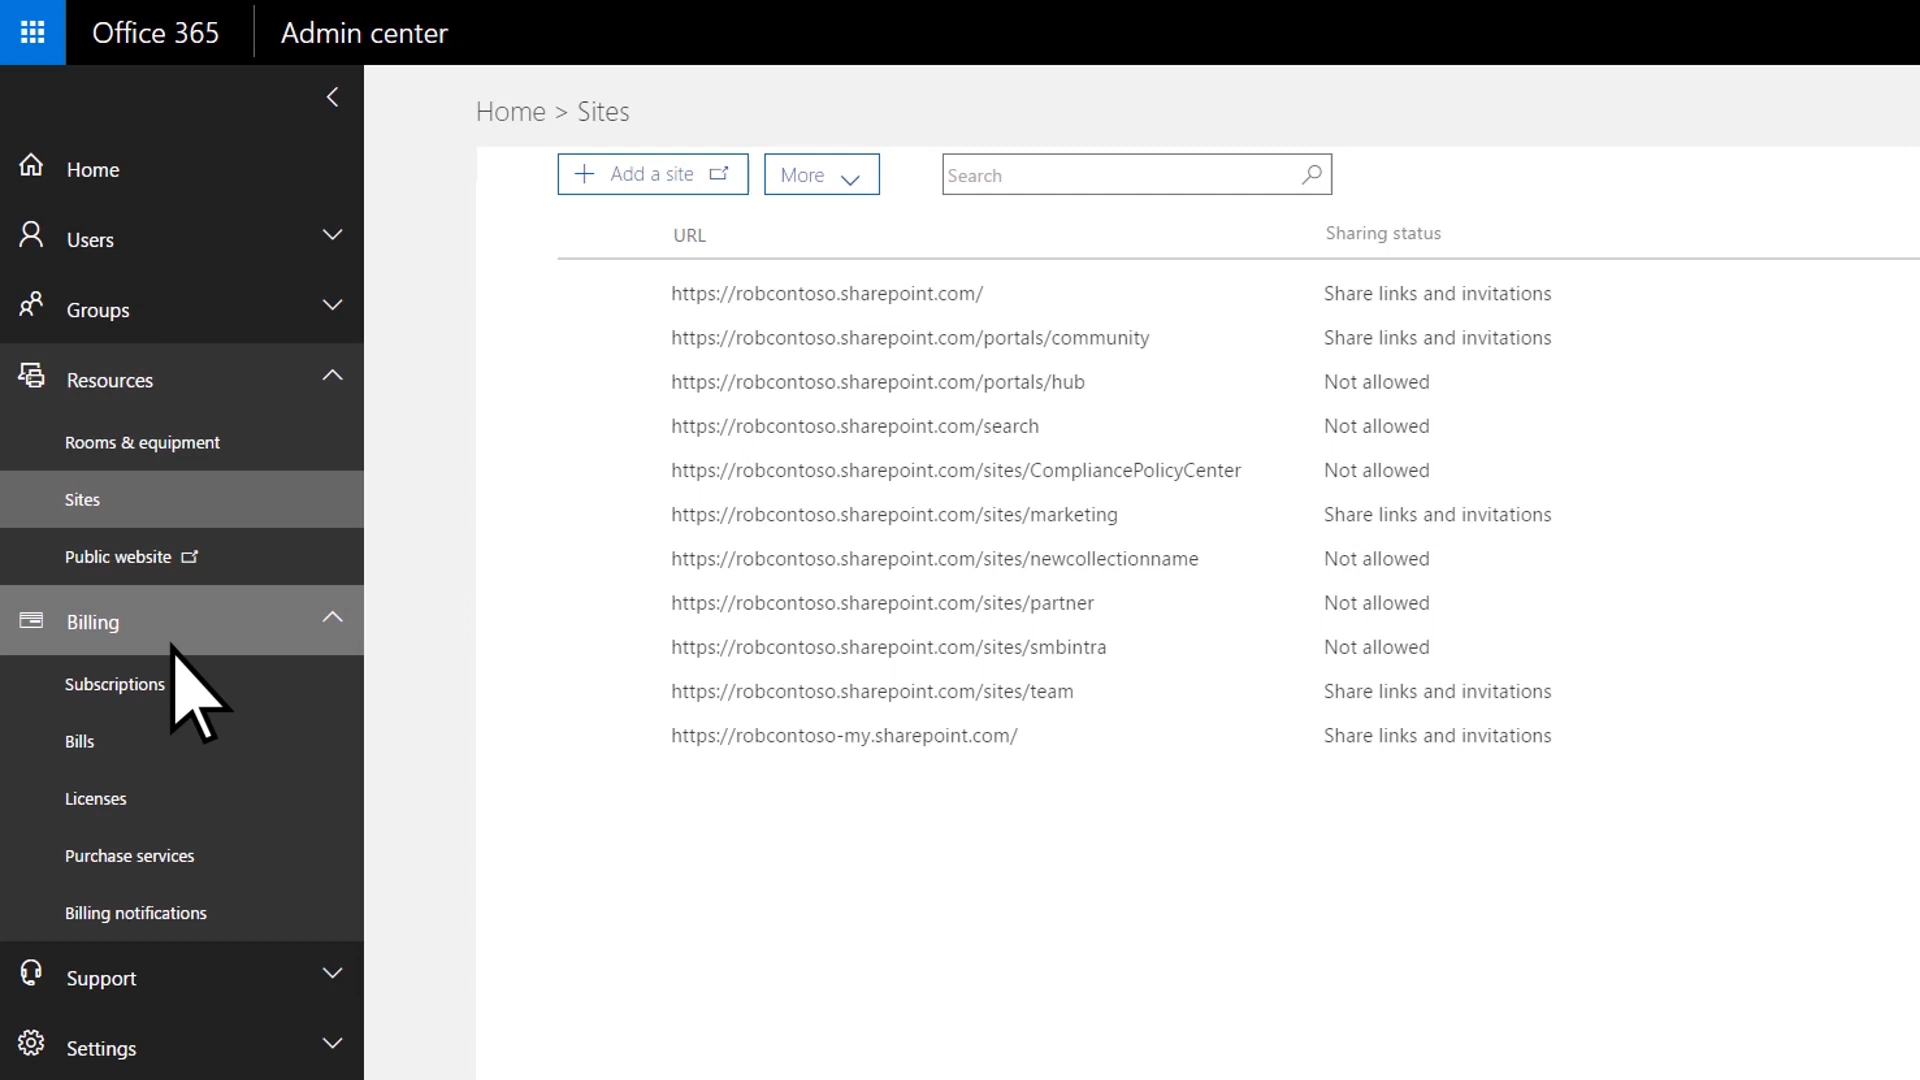 Office 365
Admin center
Home
Users
Groups
Resources
Rooms & equipment
Sites
Public website
Billing
Subscriptions
Bills
Licenses
Purchase services
Billing notifications
Support
Settings
Home > Sites
Add a site
More
Search
URL
Sharing status
https://robcontoso.sharepoint.com/
Share links and invitations
https://robcontoso.sharepoint.com/portals/community
Share links and invitations
https://robcontoso.sharepoint.com/portals/hub
Not allowed
https://robcontoso.sharepoint.com/search
Not allowed
https://robcontoso.sharepoint.com/sites/CompliancePolicyCenter
Not allowed
https://robcontoso.sharepoint.com/sites/marketing
Share links and invitations
https://robcontoso.sharepoint.com/sites/newcollectionname
Not allowed
https://robcontoso.sharepoint.com/sites/partner
Not allowed
https://robcontoso.sharepoint.com/sites/smbintra
Not allowed
https://robcontoso.sharepoint.com/sites/team
Share links and invitations
https://robcontoso-my.sharepoint.com/
Share links and invitations